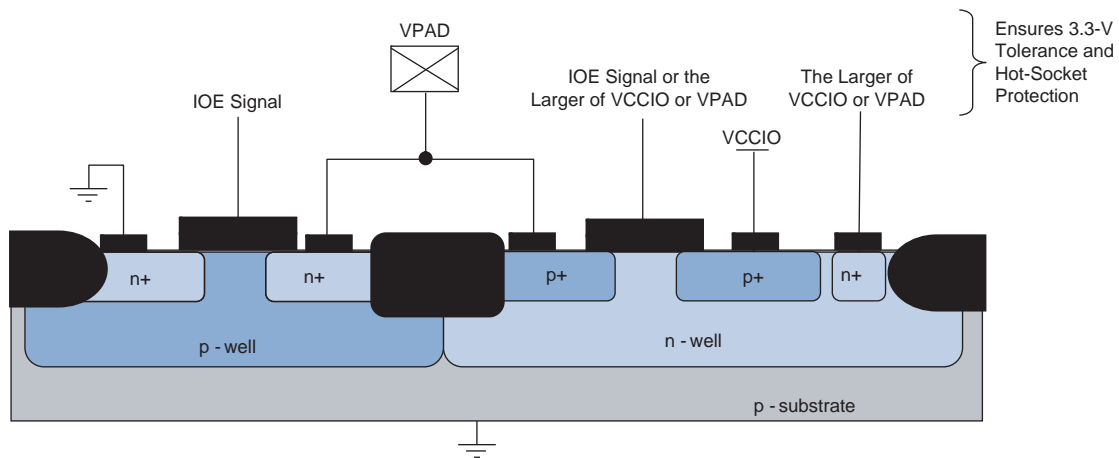 VPAD
IOE Signal
IOE Signal or the
Larger of VCCIO or VPAD
The Larger of
VCCIO or VPAD
Ensures 3.3-V
Tolerance and
Hot-Socket
Protection
VCCIO
n+
n+
p+
p+
n+
p - well
n - well
p - substrate